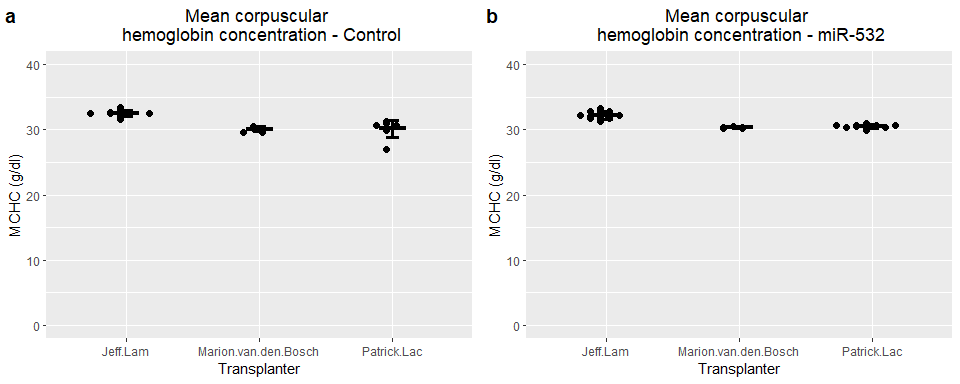 a
Mean corpuscular
hemoglobin concentration - Control
MCHC (g/dl)
40
30
20
10
0
Jeff.Lam
Marion.van.den.Bosch
Patrick.Lac
Transplanter
b
Mean corpuscular
hemoglobin concentration - miR-532
MCHC (g/dl)
40
30
20
10
0
Jeff.Lam
Marion.van.den.Bosch
Patrick.Lac
Transplanter